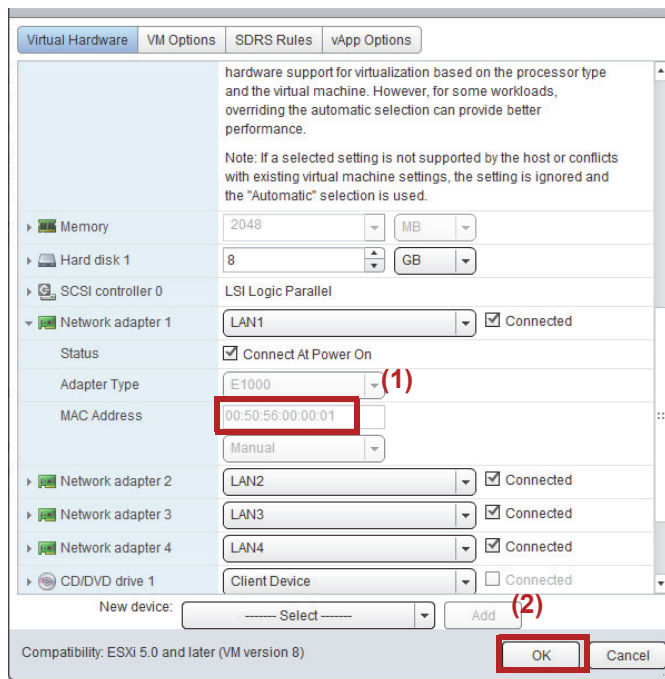 Virtual Hardware VM Options SDRS Rules vApp Options
hardware support for virtualization based on the processor type
and the virtual machine. However, for some workloads,
overriding the automatic selection can provide better
performance.
Note: If a selected setting is not supported by the host or conflicts
with existing virtual machine settings, the setting is ignored and
the "Automatic" selection is used.
Memory 2048 MB
Hard disk 1 8 GB
SCSI controller 0 LSI Logic Parallel
Network adapter 1 LAN1 Connected
Status Connect At Power On
Adapter Type E1000 (1)
MAC Address 00:50:56:00:00:01
Manual
Network adapter 2 LAN2 Connected
Network adapter 3 LAN3 Connected
Network adapter 4 LAN4 Connected
CD/DVD drive 1 Client Device Connected
New device: ------- Select ------- Add (2)
Compatibility: ESXi 5.0 and later (VM version 8) OK Cancel